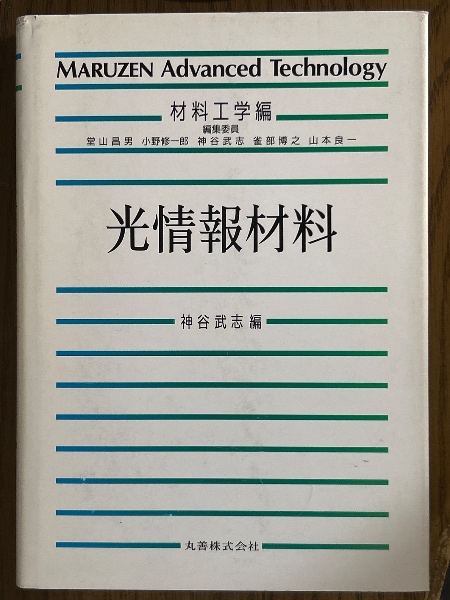 MARUZEN Advanced Technology
材料工学編
編集委員
堂山昌男 小野修一郎 神谷武志 雀部博之 山本良一
光情報材料
神谷武志編
丸善株式会社